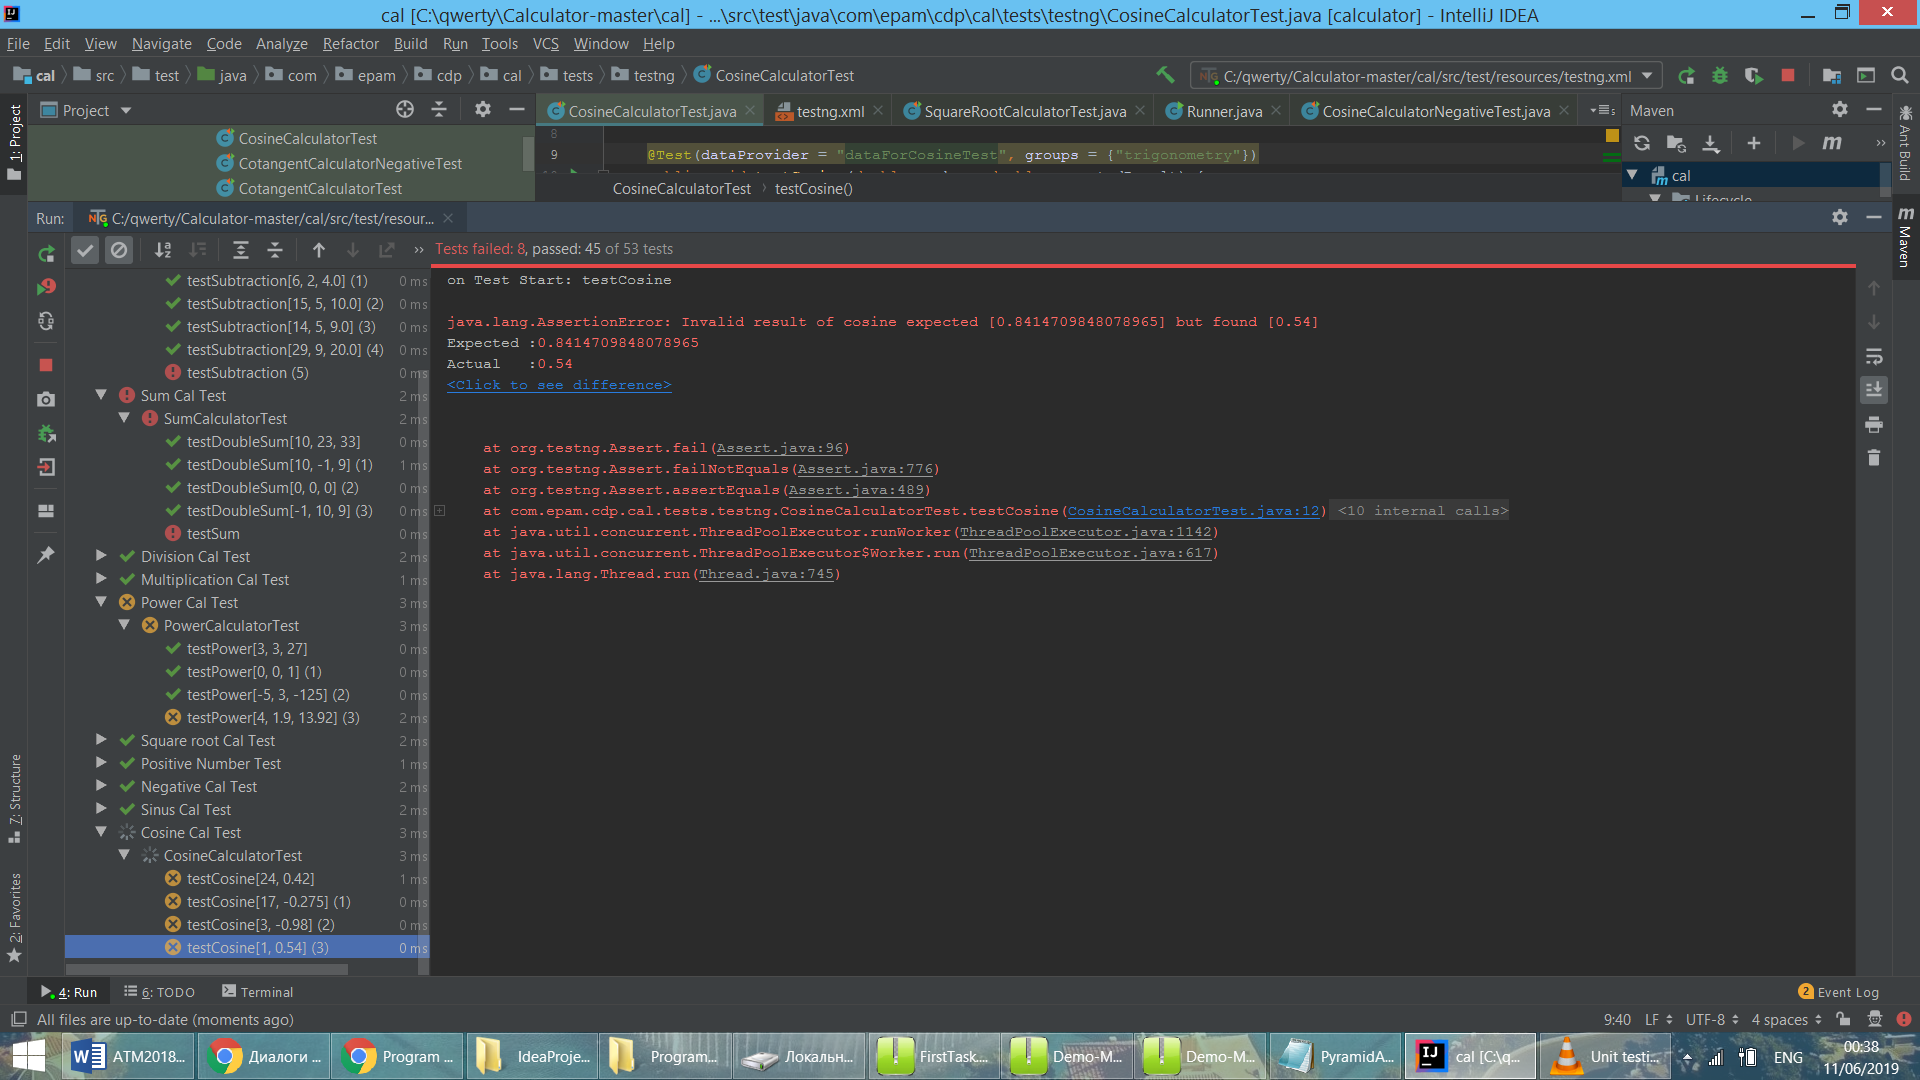 cal [C:\qwerty\Calculator-master\cal] - ...\src\test\java\com\epam\cdp\cal\tests\testng\CosineCalculatorTest.java [calculator] - IntelliJ IDEA
File Edit View Navigate Code Analyze Refactor Build Run Tools VCS Window Help
cal src test java com epam cdp cal tests testng CosineCalculatorTest C:/qwerty/Calculator-master/cal/src/test/resources/testng.xml
1: Project
Project
CosineCalculatorTest
CotangentCalculatorNegativeTest
CotangentCalculatorTest
CosineCalculatorTest.java testng.xml SquareRootCalculatorTest.java Runner.java CosineCalculatorNegativeTest.java
8
9 @Test(dataProvider = "dataForCosineTest", groups = {"trigonometry"})
CosineCalculatorTest › testCosine()
Maven
cal
Lifecycle
Ant Build
Maven
Run: C:/qwerty/Calculator-master/cal/src/test/resour...
Tests failed: 8, passed: 45 of 53 tests
testSubtraction[6, 2, 4.0] (1) 0 ms
testSubtraction[15, 5, 10.0] (2) 0 ms
testSubtraction[14, 5, 9.0] (3) 0 ms
testSubtraction[29, 9, 20.0] (4) 0 ms
testSubtraction (5) 0 ms
Sum Cal Test 2 ms
SumCalculatorTest 2 ms
testDoubleSum[10, 23, 33] 0 ms
testDoubleSum[10, -1, 9] (1) 1 ms
testDoubleSum[0, 0, 0] (2) 0 ms
testDoubleSum[-1, 10, 9] (3) 0 ms
testSum 0 ms
Division Cal Test 2 ms
Multiplication Cal Test 1 ms
Power Cal Test 3 ms
PowerCalculatorTest 3 ms
testPower[3, 3, 27] 0 ms
testPower[0, 0, 1] (1) 0 ms
testPower[-5, 3, -125] (2) 0 ms
testPower[4, 1.9, 13.92] (3) 2 ms
Square root Cal Test 2 ms
Positive Number Test 1 ms
Negative Cal Test 2 ms
Sinus Cal Test 2 ms
Cosine Cal Test 3 ms
CosineCalculatorTest 3 ms
testCosine[24, 0.42] 1 ms
testCosine[17, -0.275] (1) 0 ms
testCosine[3, -0.98] (2) 0 ms
testCosine[1, 0.54] (3) 0 ms
on Test Start: testCosine
java.lang.AssertionError: Invalid result of cosine expected [0.8414709848078965] but found [0.54]
Expected :0.8414709848078965
Actual :0.54
<Click to see difference>
at org.testng.Assert.fail(Assert.java:96)
at org.testng.Assert.failNotEquals(Assert.java:776)
at org.testng.Assert.assertEquals(Assert.java:489)
at com.epam.cdp.cal.tests.testng.CosineCalculatorTest.testCosine(CosineCalculatorTest.java:12) <10 internal calls>
at java.util.concurrent.ThreadPoolExecutor.runWorker(ThreadPoolExecutor.java:1142)
at java.util.concurrent.ThreadPoolExecutor$Worker.run(ThreadPoolExecutor.java:617)
at java.lang.Thread.run(Thread.java:745)
7: Structure
2: Favorites
4: Run 6: TODO Terminal 2 Event Log
All files are up-to-date (moments ago) 9:40 LF UTF-8 4 spaces
ATM2018... Диалоги ... Program ... IdeaProje... Program... Локальн... FirstTask.... Demo-M... Demo-M... PyramidA... cal [C:\q... Unit testi... ENG 00:38
11/06/2019